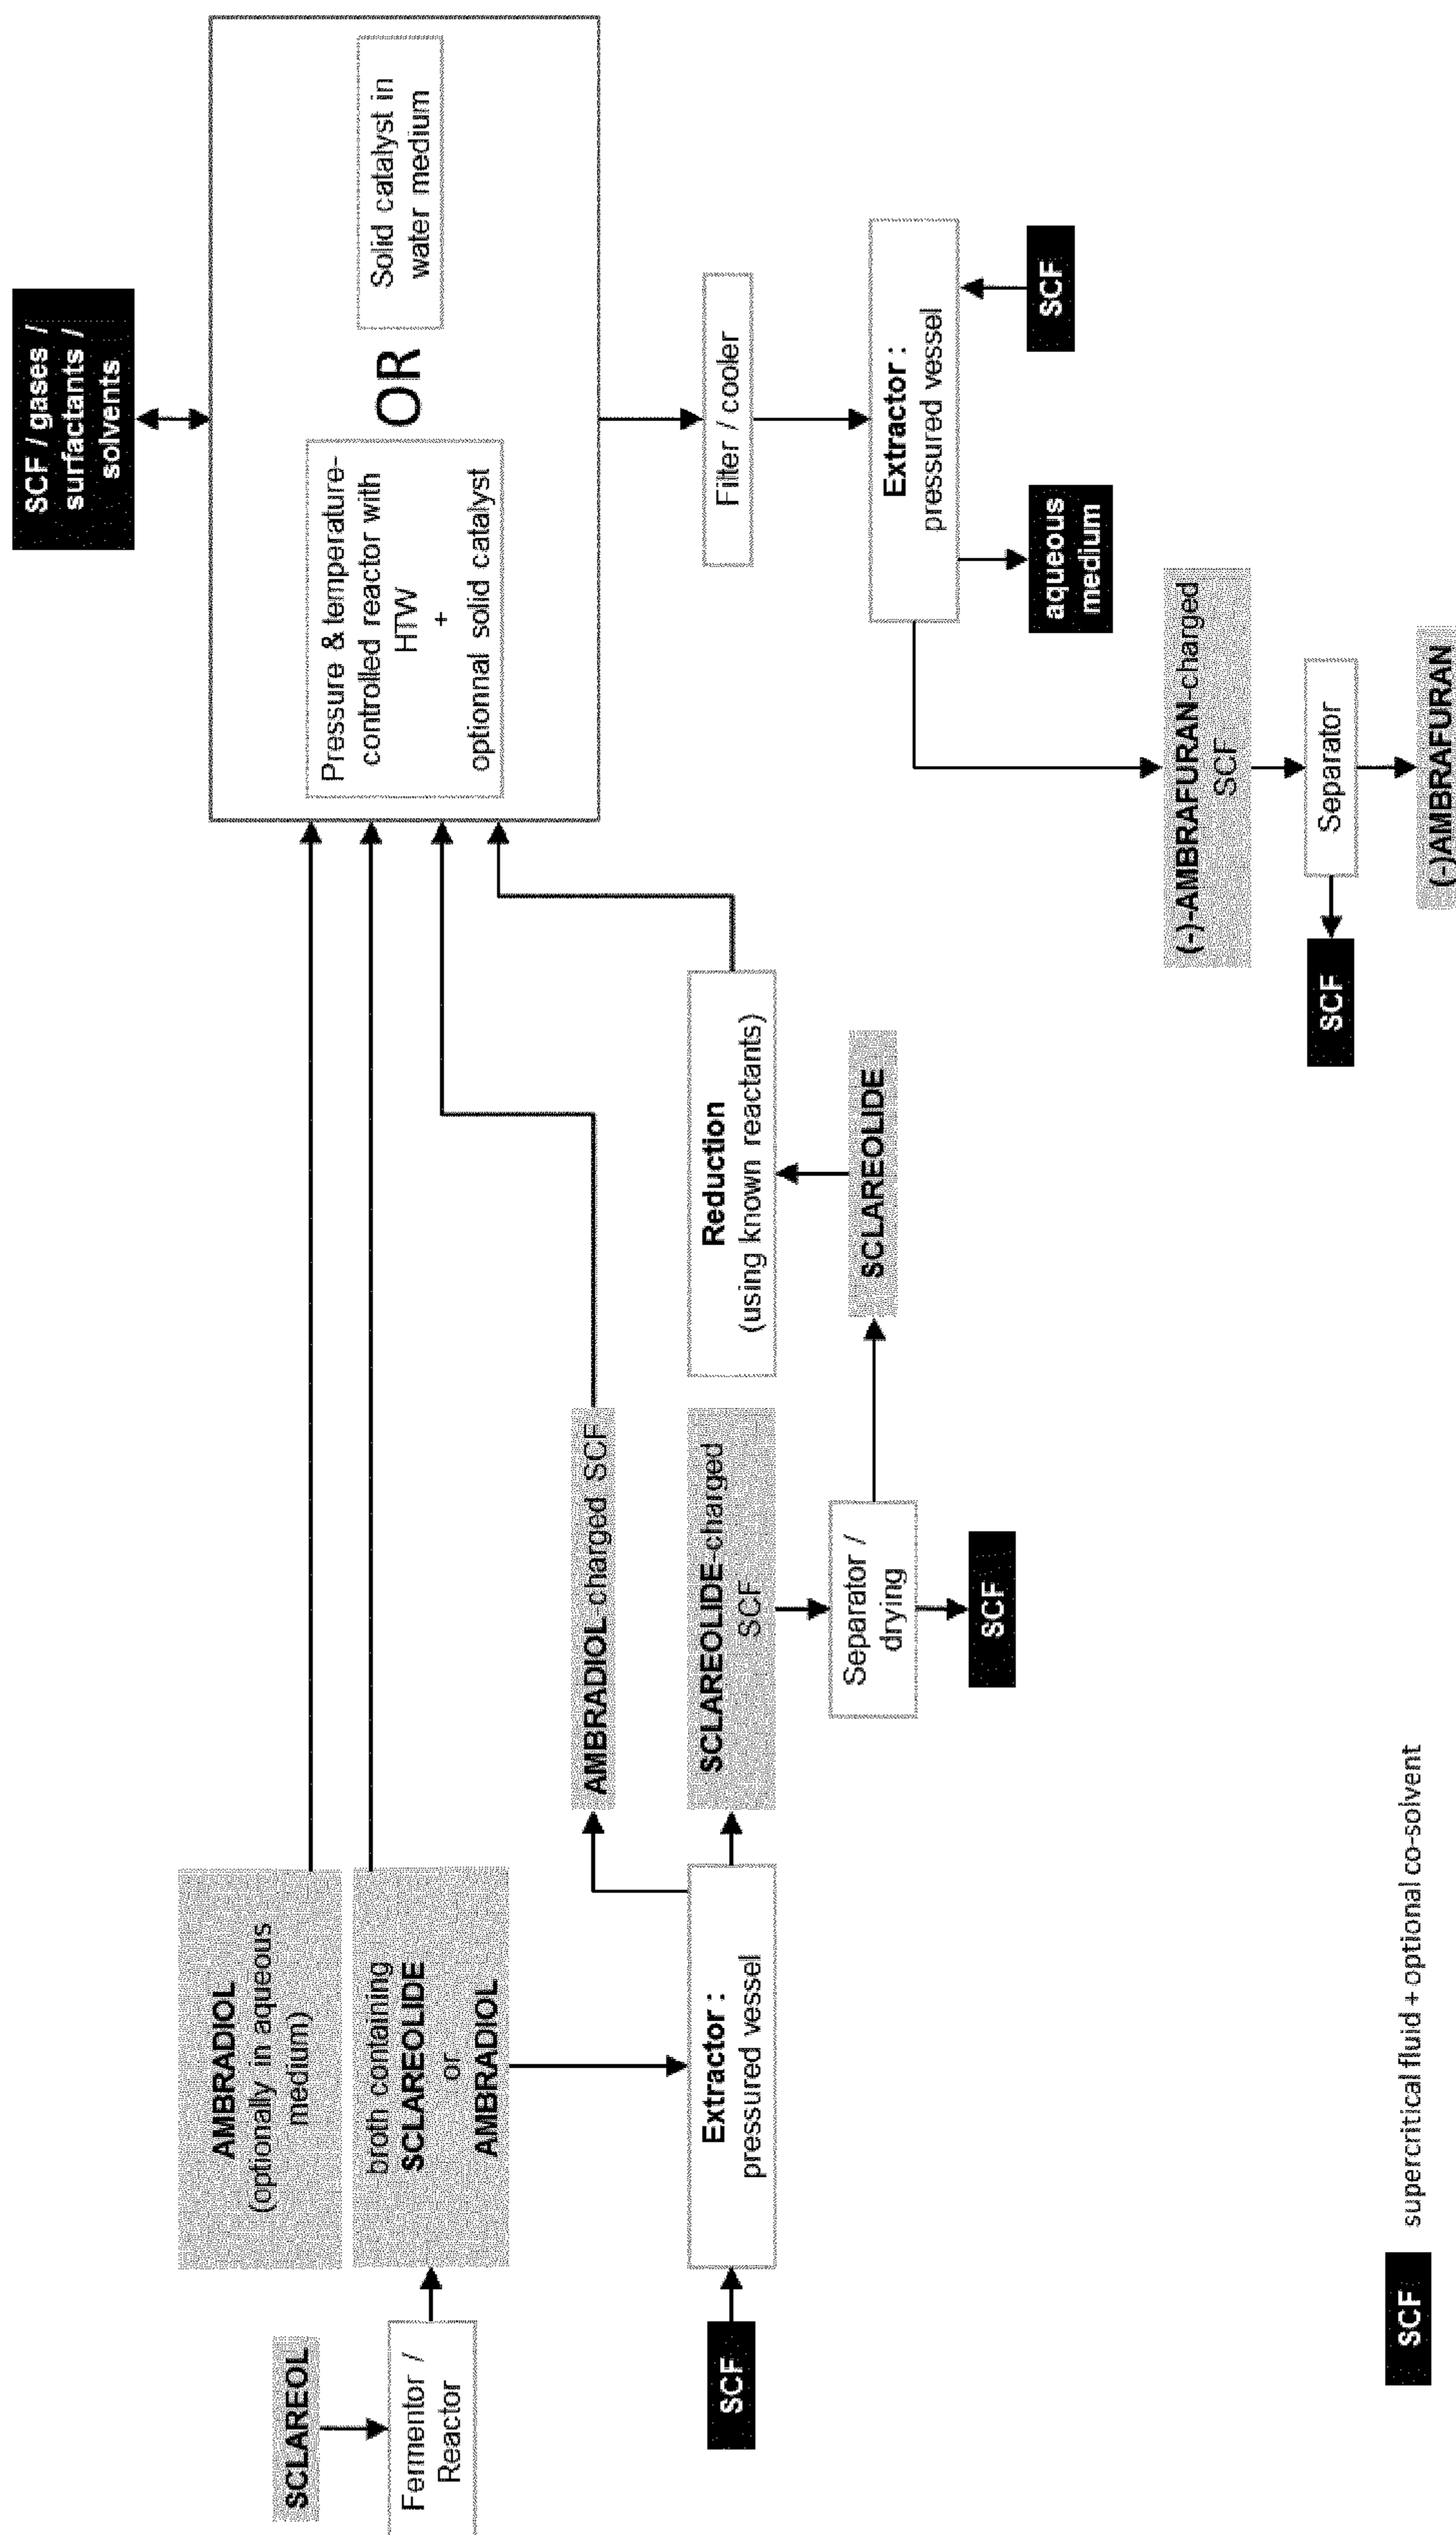 SCLAREOL
Fermentor /
Reactor
AMBRADIOL
(optionally in aqueous
medium)
broth containing
SCLAREOLIDE
or
AMBRADIOL
SCF
Extractor :
pressured vessel
AMBRADIOL-charged SCF
SCLAREOLIDE-charged
SCF
Separator /
drying
SCF
SCLAREOLIDE
Reduction
(using known reactants)
SCF / gases /
surfactants /
solvents
Pressure & temperature-
controlled reactor with
HTW
+
optionnal solid catalyst
OR
Solid catalyst in
water medium
Filter / cooler
Extractor :
pressured vessel
SCF
aqueous
medium
(-)-AMBRAFURAN-charged
SCF
Separator
SCF
(-)AMBRAFURAN
SCF
supercritical fluid + optional co-solvent